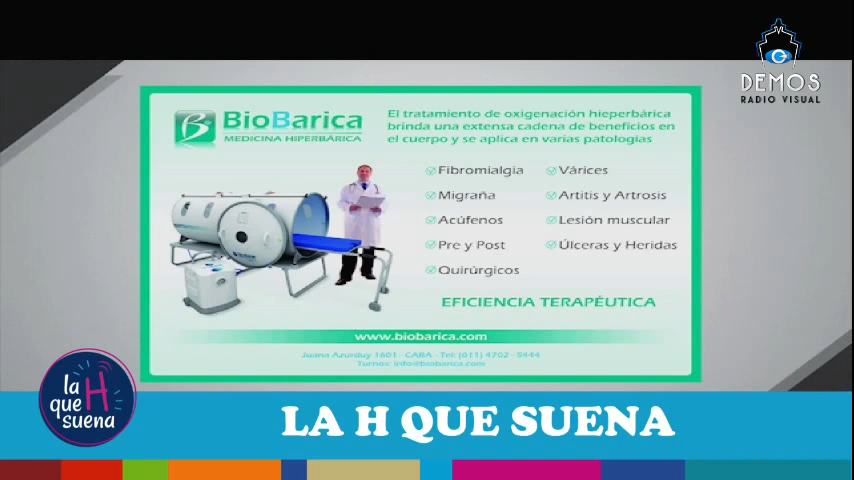 DEMOS
RADIO VISUAL
BioBarica
MEDICINA HIPERBÁRICA
El tratamiento de oxigenación hieperbárica
brinda una extensa cadena de beneficios en
el cuerpo y se aplica en varias patologías
Fibromialgia
Várices
Migraña
Artitis y Artrosis
Acúfenos
Lesión muscular
Pre y Post
Úlceras y Heridas
Quirúrgicos
EFICIENCIA TERAPÉUTICA
www.biobarica.com
Juana Azurduy 1601 - CABA - Tel: (011) 4702 - 8444
Turnos: info@biobarica.com
la H
que
suena
LA H QUE SUENA